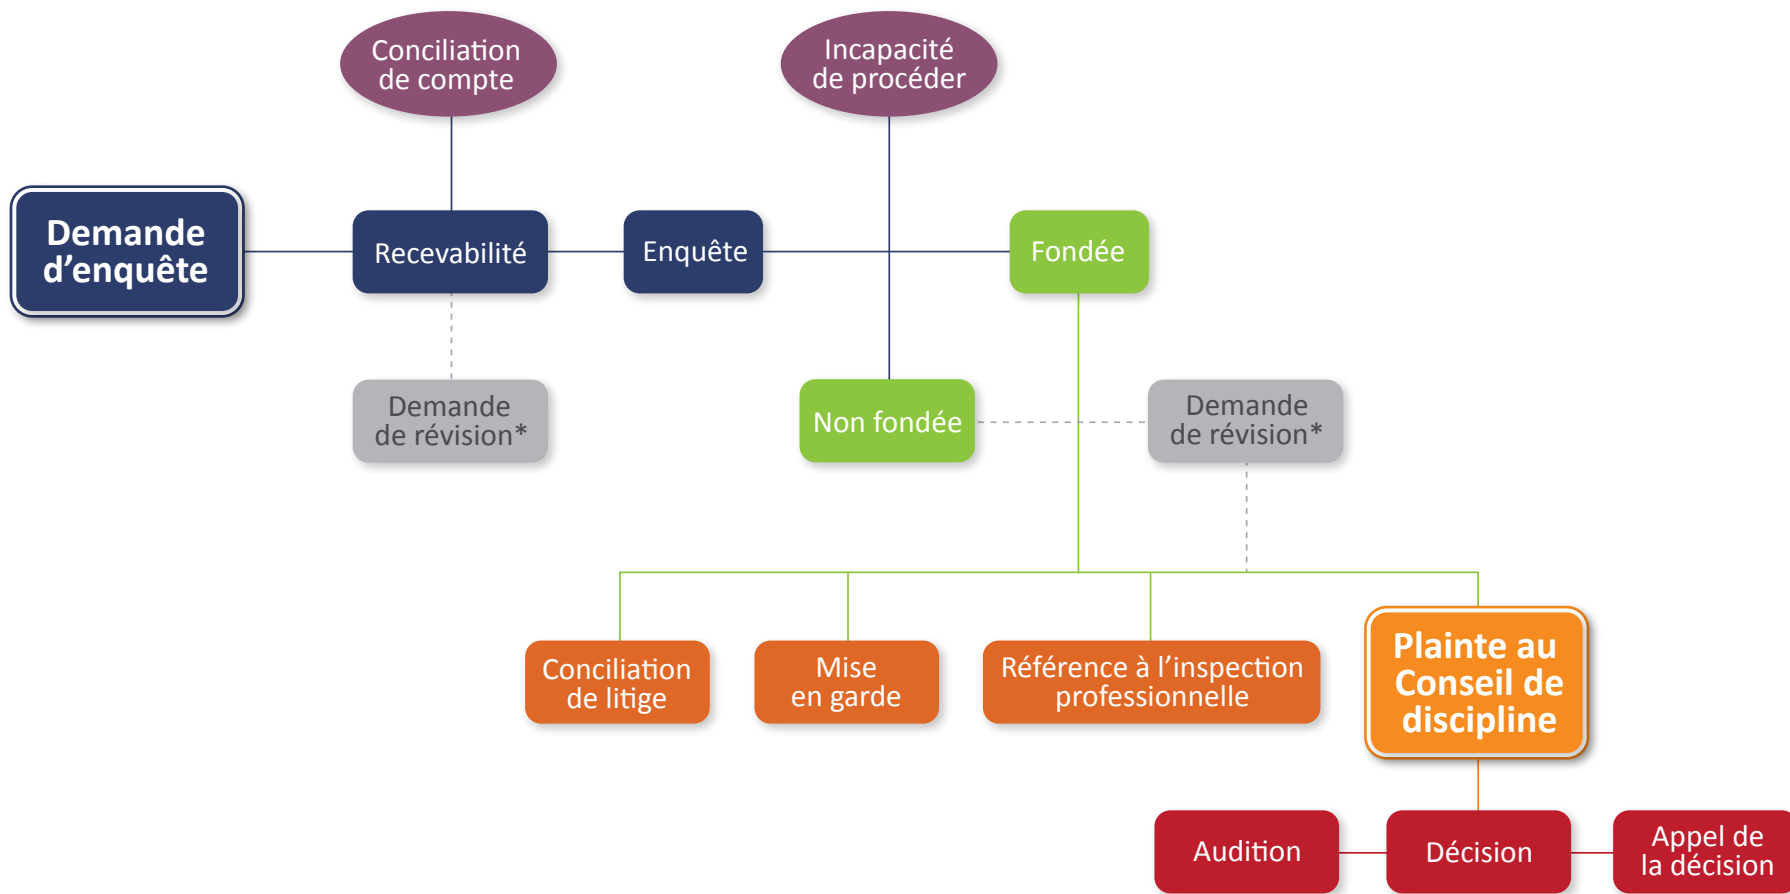 Conciliation
de compte
Incapacité
de procéder
Demande
d’enquête
Recevabilité
Enquête
Fondée
Demande
de révision*
Non fondée
Demande
de révision*
Conciliation
de litige
Mise
en garde
Référence à l’inspection
professionnelle
Plainte au
Conseil de
discipline
Audition
Décision
Appel de
la décision